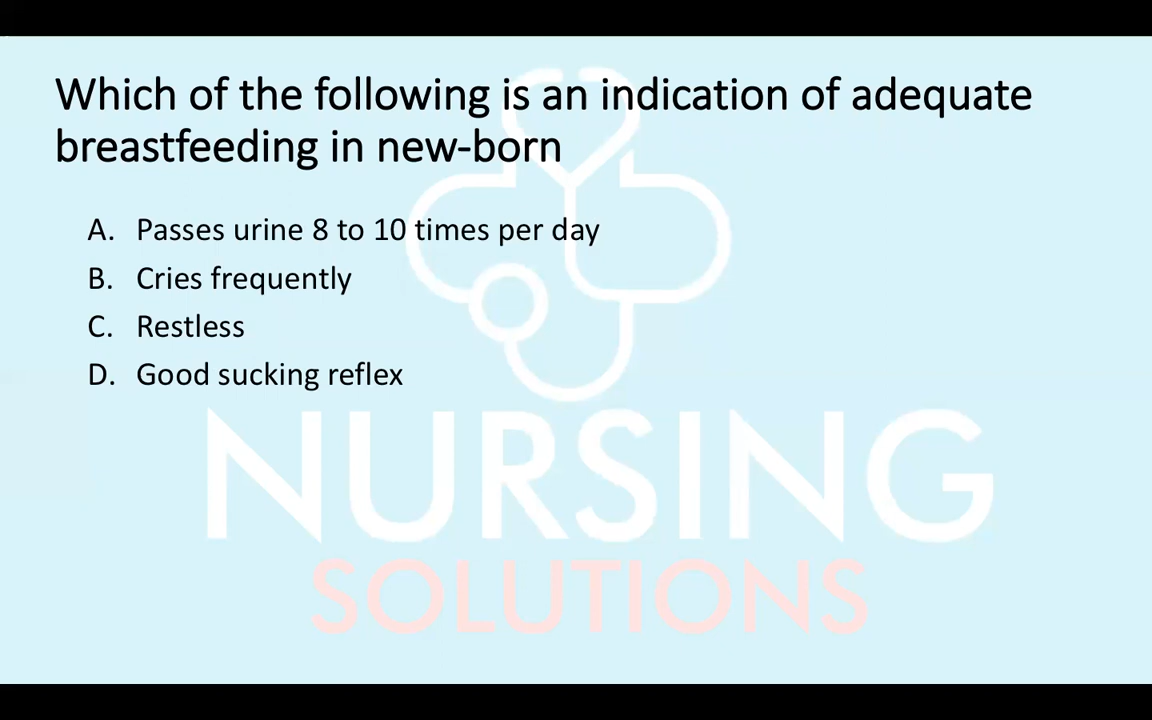 Which of the following is an indication of adequate
breastfeeding in new-born
A. Passes urine 8 to 10 times per day
B. Cries frequently
C. Restless
D. Good sucking reflex
NURSING
SOLUTIONS